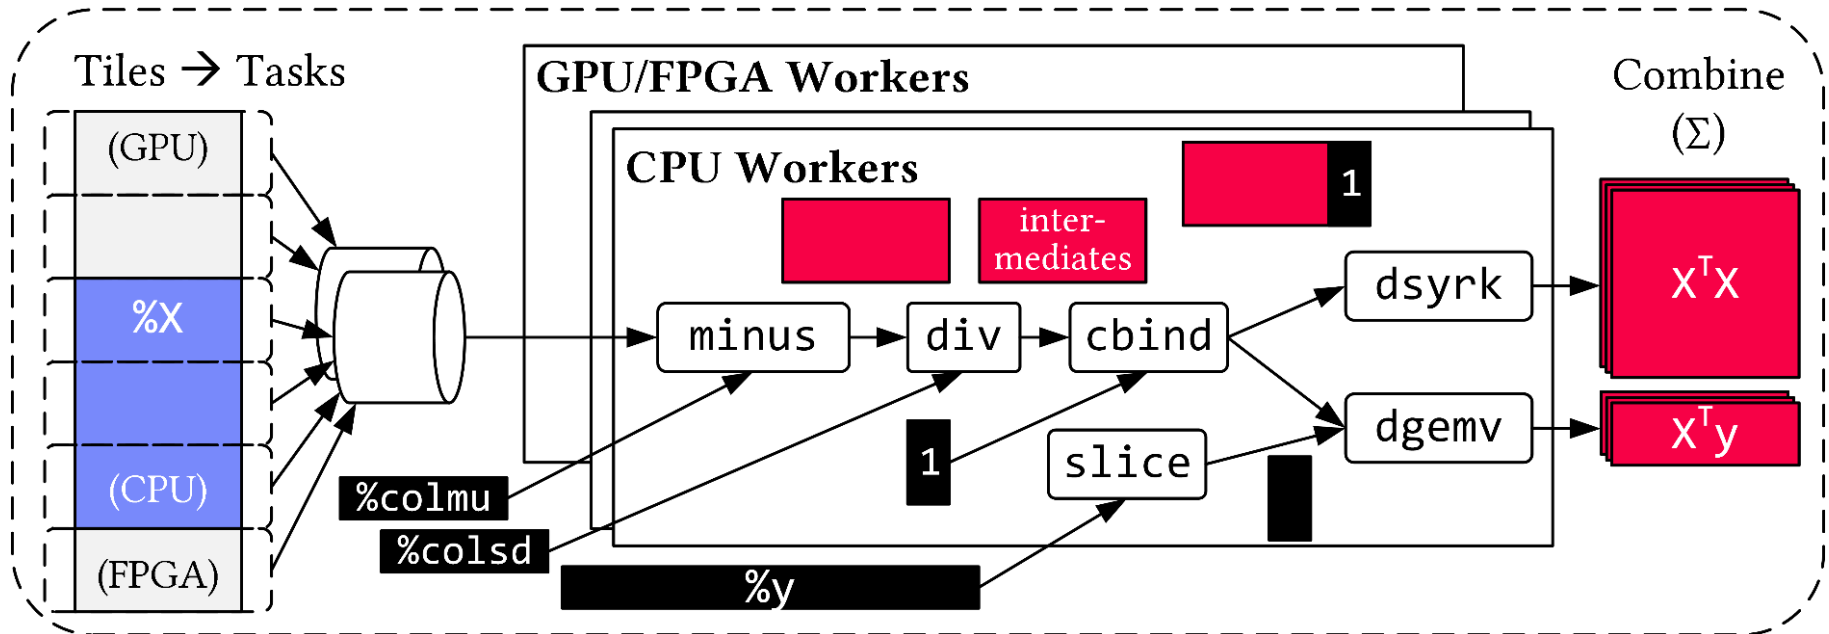 Tiles → Tasks
(GPU)
%X
(CPU)
(FPGA)
GPU/FPGA Workers
CPU Workers
inter-
mediates
1
minus
div
cbind
dsyrk
dgemv
1
slice
%colmu
%colsd
%y
Combine
(Σ)
XᵀX
Xᵀy